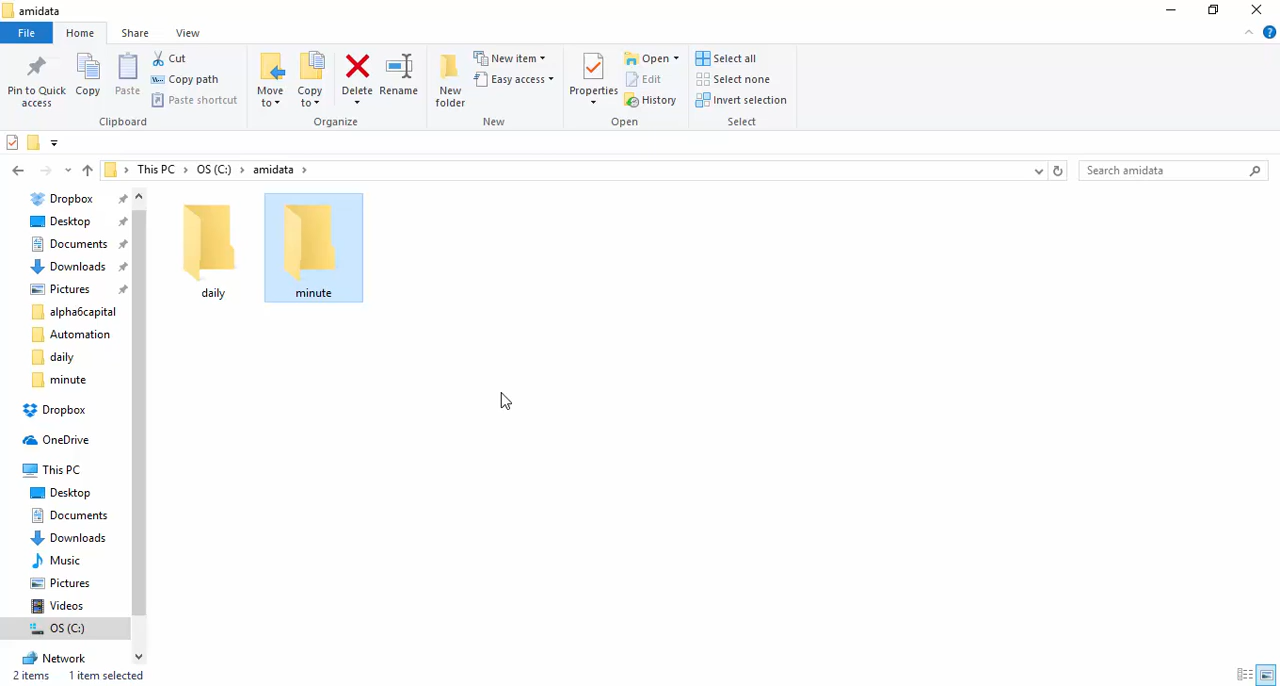 amidata
File
Home
Share
View
Pin to Quick access
Copy
Paste
Cut
Copy path
Paste shortcut
Clipboard
Move to
Copy to
Delete
Rename
Organize
New folder
New item
Easy access
New
Properties
Open
Edit
History
Open
Select all
Select none
Invert selection
Select
This PC > OS (C:) > amidata >
Search amidata
Dropbox
Desktop
Documents
Downloads
Pictures
alpha6capital
Automation
daily
minute
Dropbox
OneDrive
This PC
Desktop
Documents
Downloads
Music
Pictures
Videos
OS (C:)
Network
daily
minute
2 items 1 item selected